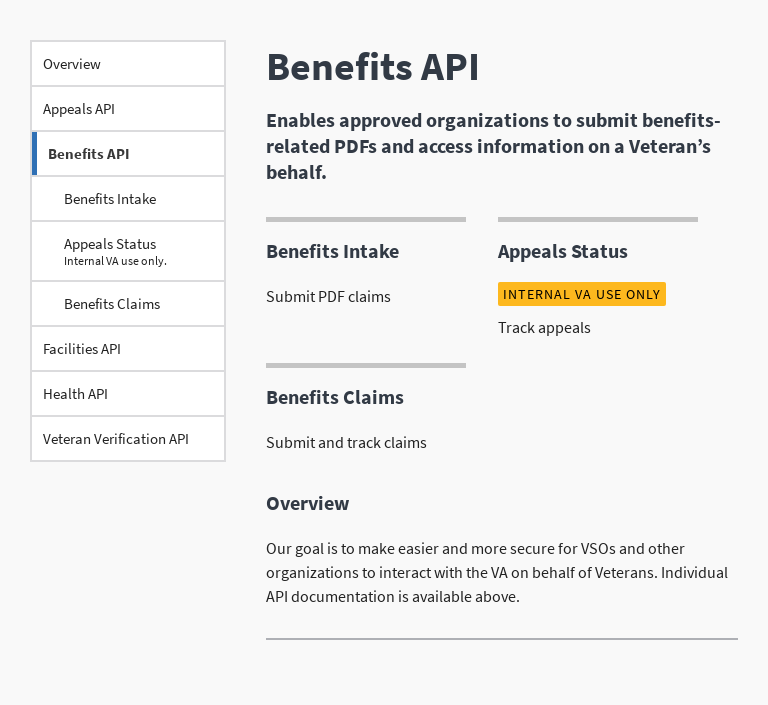 Overview
Appeals API
Benefits API
Benefits Intake
Appeals Status
Internal VA use only.
Benefits Claims
Facilities API
Health API
Veteran Verification API
Benefits API
Enables approved organizations to submit benefits-
related PDFs and access information on a Veteran’s
behalf.
Benefits Intake
Submit PDF claims
Appeals Status
INTERNAL VA USE ONLY
Track appeals
Benefits Claims
Submit and track claims
Overview
Our goal is to make easier and more secure for VSOs and other
organizations to interact with the VA on behalf of Veterans. Individual
API documentation is available above.